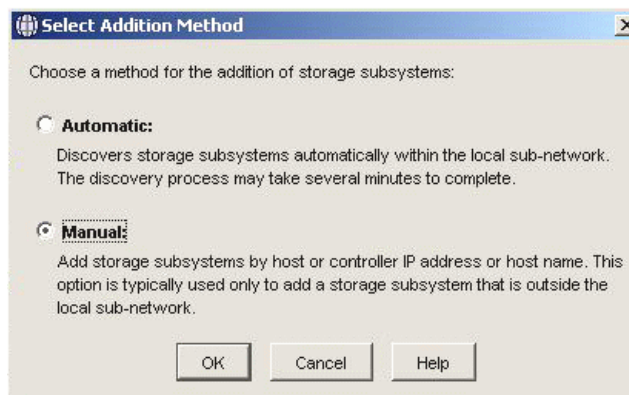 Select Addition Method
Choose a method for the addition of storage subsystems:
Automatic:
Discovers storage subsystems automatically within the local sub-network.
The discovery process may take several minutes to complete.
Manual:
Add storage subsystems by host or controller IP address or host name. This
option is typically used only to add a storage subsystem that is outside the
local sub-network.
OK Cancel Help